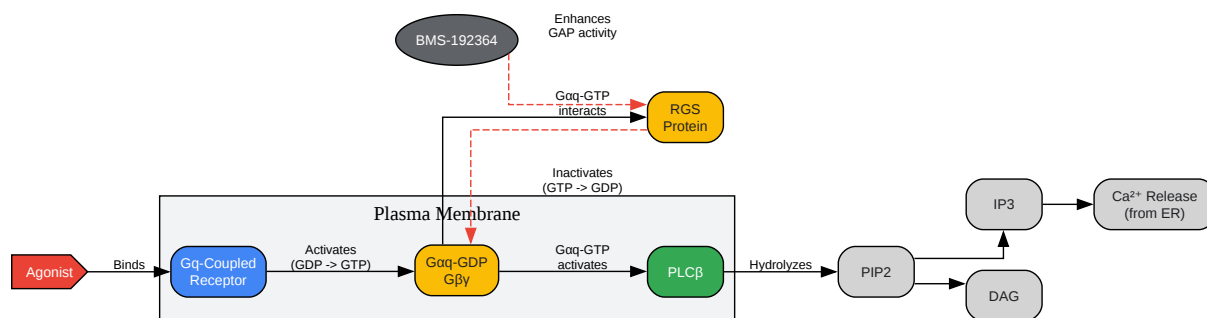 Enhances
GAP activity
BMS-192364
Gαq-GTP
interacts
RGS
Protein
Inactivates
(GTP -> GDP)
Plasma Membrane
Agonist
Binds
Gq-Coupled
Receptor
Activates
(GDP -> GTP)
Gαq-GDP
Gβγ
Gαq-GTP
activates
PLCβ
Hydrolyzes
PIP2
IP3
Ca²⁺ Release
(from ER)
DAG